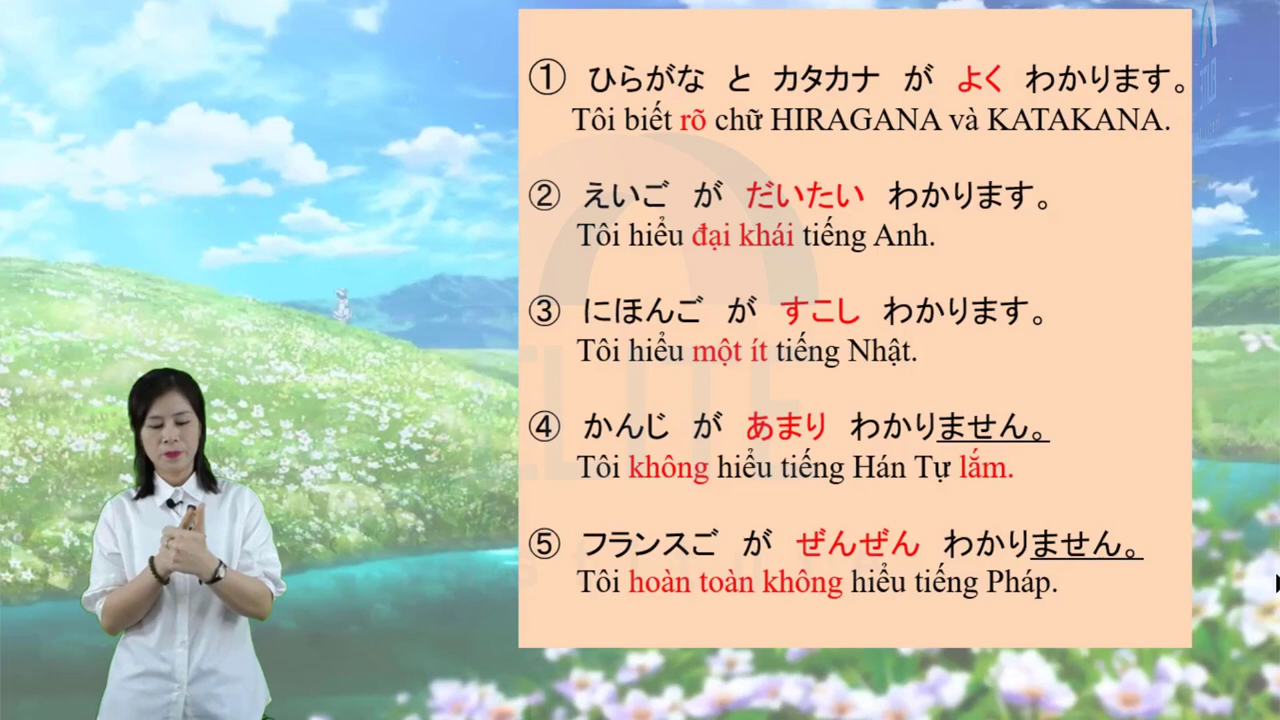 ① ひらがな と カタカナ が よく わかります。
Tôi biết rõ chữ HIRAGANA và KATAKANA.
② えいご が だいたい わかります。
Tôi hiểu đại khái tiếng Anh.
③ にほんご が すこし わかります。
Tôi hiểu một ít tiếng Nhật.
④ かんじ が あまり わかりません。
Tôi không hiểu tiếng Hán Tự lắm.
⑤ フランスご が ぜんぜん わかりません。
Tôi hoàn toàn không hiểu tiếng Pháp.
ELITE